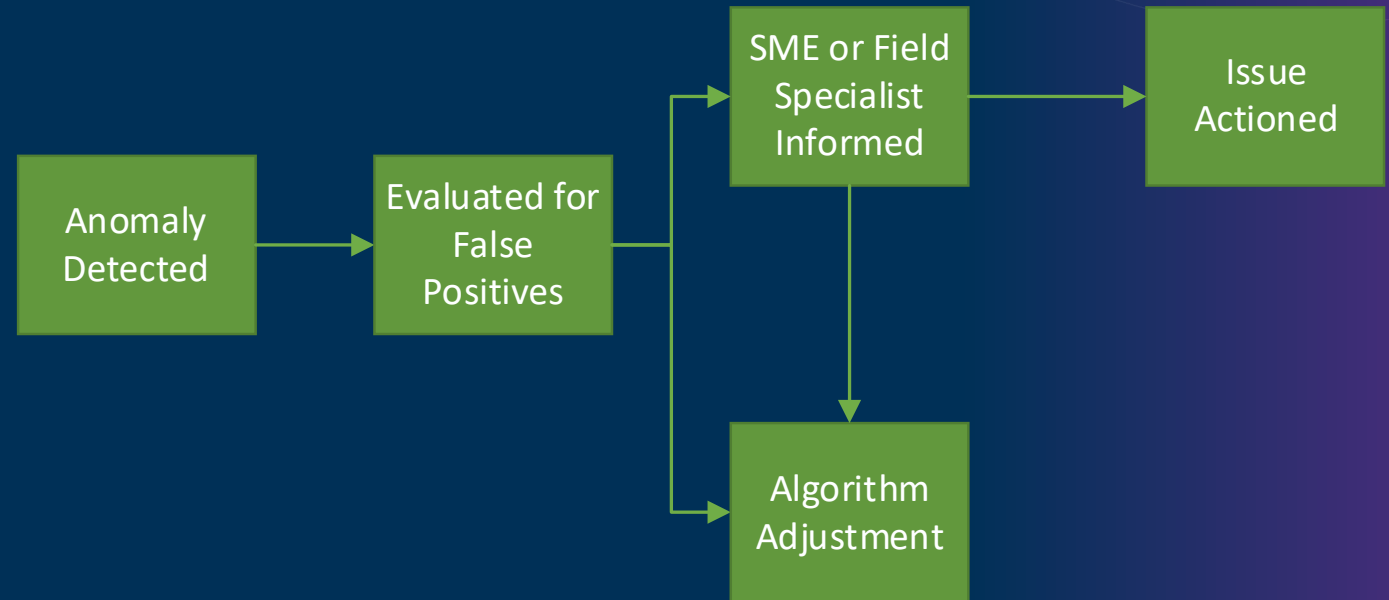 Anomaly
Detected
Evaluated for
False
Positives
SME or Field
Specialist
Informed
Issue
Actioned
Algorithm
Adjustment